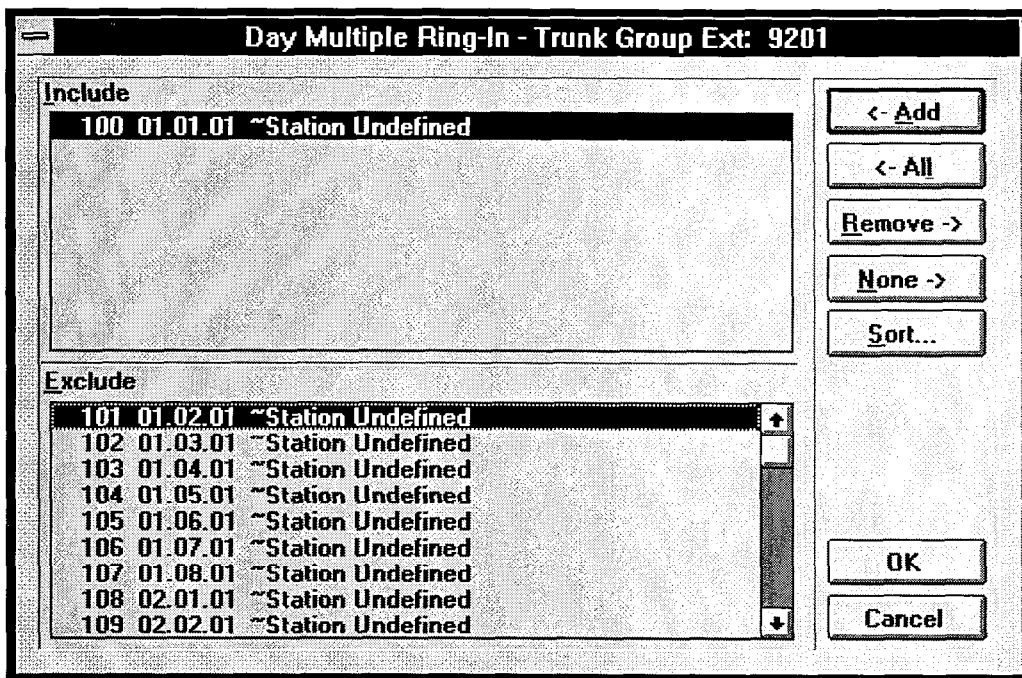 Day Multiple Ring-In - Trunk Group Ext: 9201
Include
100 01.01.01 ~Station Undefined
Exclude
101 01.02.01 ~Station Undefined
102 01.03.01 ~Station Undefined
103 01.04.01 ~Station Undefined
104 01.05.01 ~Station Undefined
105 01.06.01 ~Station Undefined
106 01.07.01 ~Station Undefined
107 01.08.01 ~Station Undefined
108 02.01.01 ~Station Undefined
109 02.02.01 ~Station Undefined
<- Add
<- All
Remove ->
None ->
Sort...
OK
Cancel